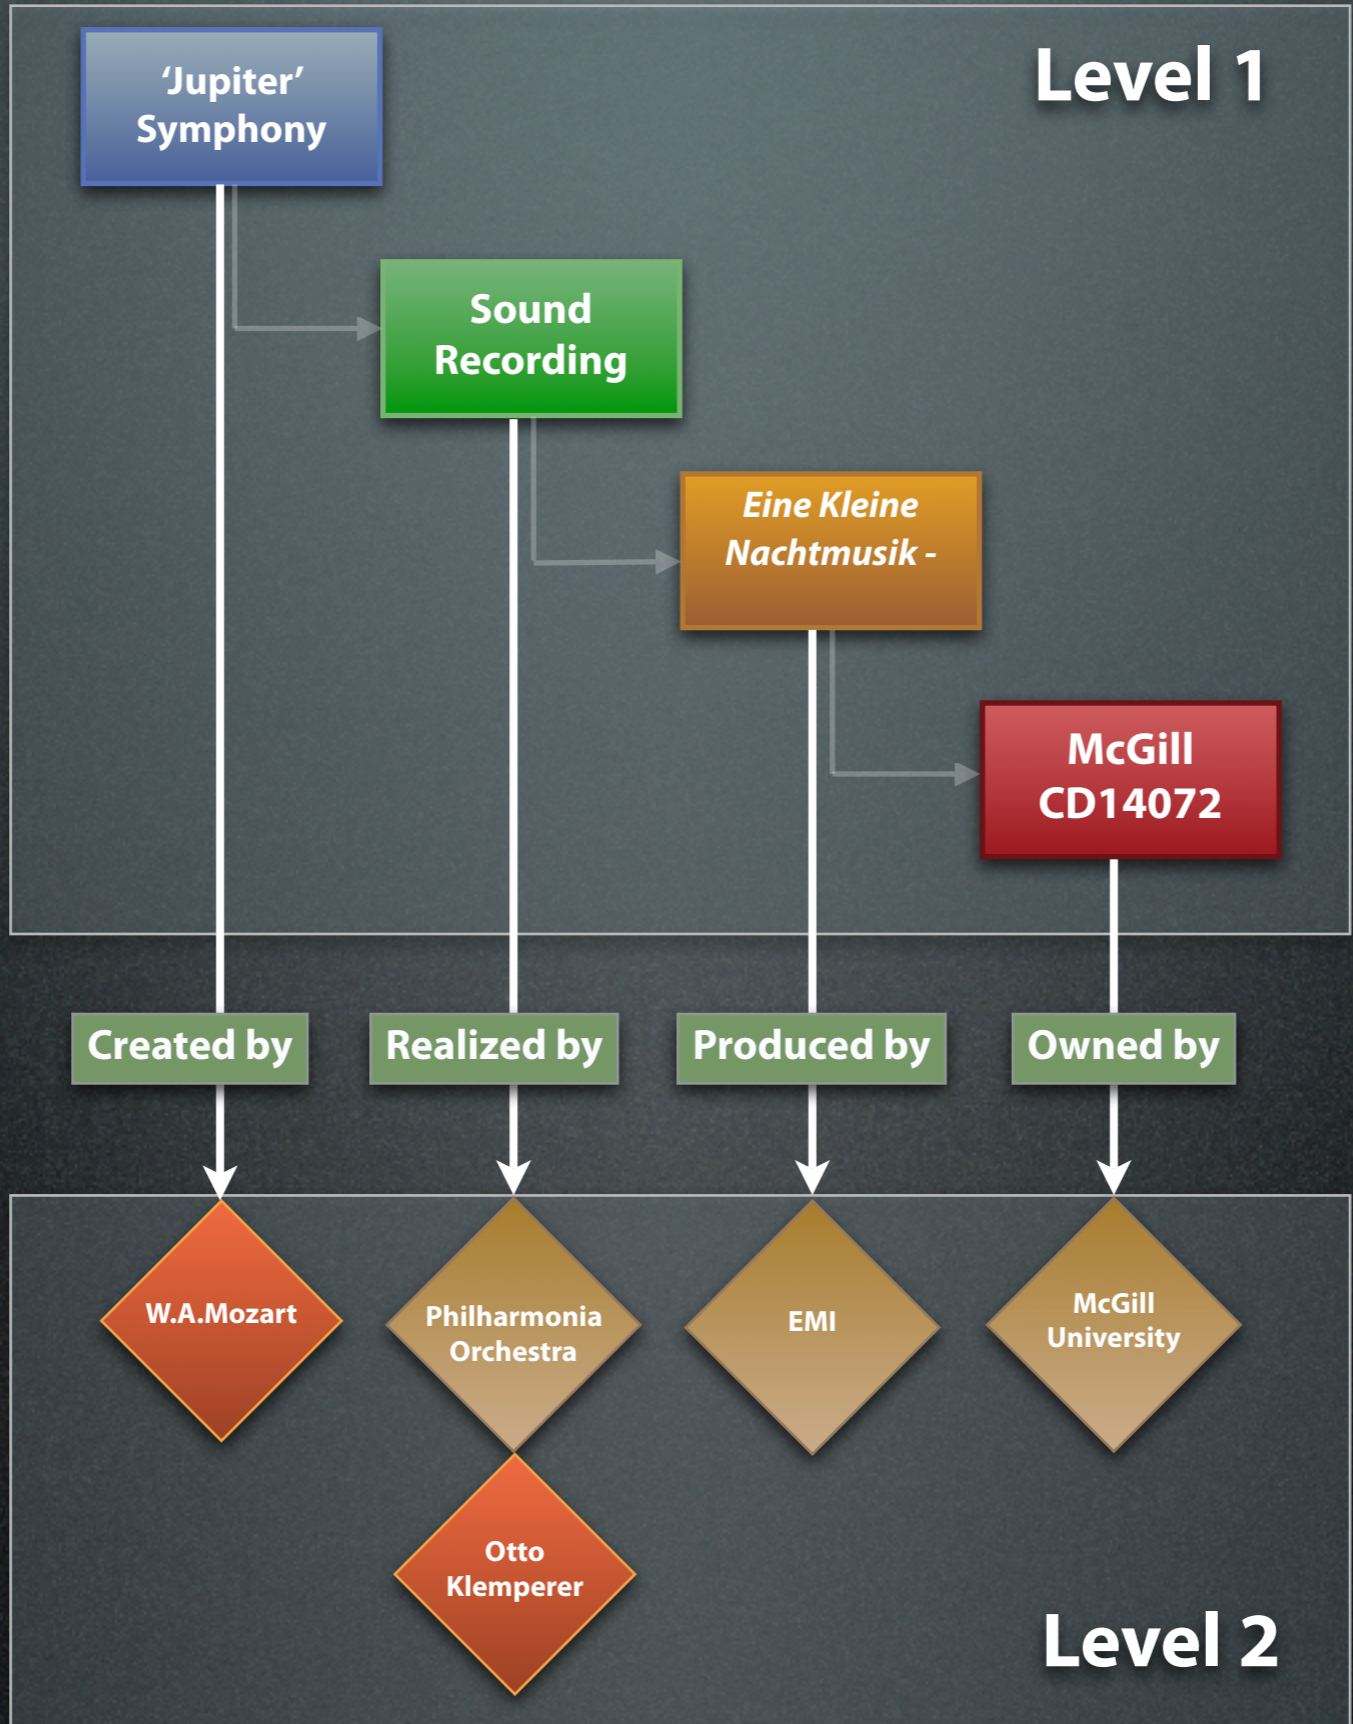 Level 1
‘Jupiter’
Symphony
Sound
Recording
Eine Kleine
Nachtmusik -
McGill
CD14072
Created by
Realized by
Produced by
Owned by
W.A.Mozart
Philharmonia
Orchestra
EMI
McGill
University
Otto
Klemperer
Level 2